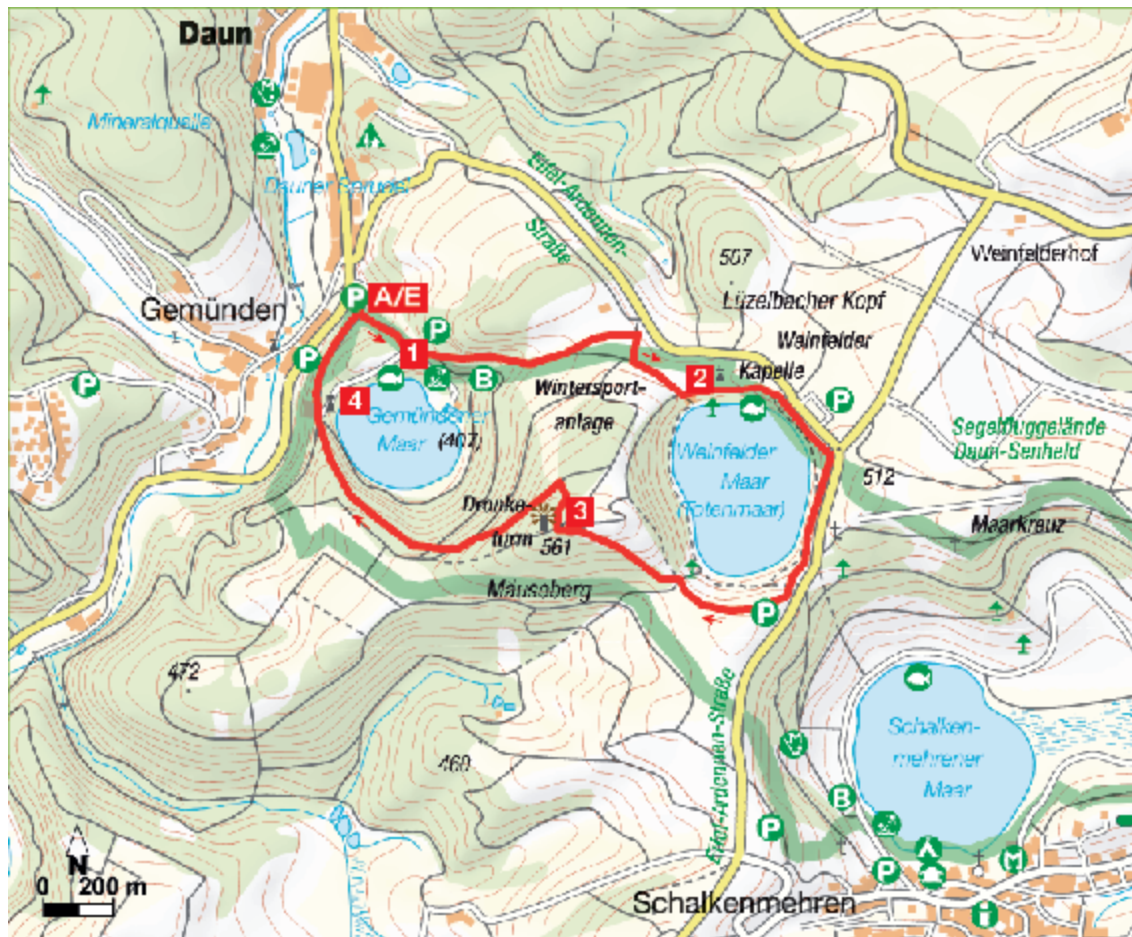 Daun
Mineralquelle
Dauner Sprudel
Eifel-Ardennen-
Straße
Weinfelderhof
507
Lüzelbacher Kopf
Gemünden
P
A/E
P
P
P
1
B
Weinfelder
Kapelle
2
4
Gemündener
Maar
(407)
Wintersport-
anlage
P
Segelfluggelände
Daun-Senheld
Weinfelder
Maar
(Totenmaar)
512
Maarkreuz
Dronke-
turm
3
561
Mäuseberg
P
472
460
Eifel-Ardennen-Straße
Schalken-
mehrener
Maar
M
B
P
P
M
N
0 200 m
Schalkenmehren
i